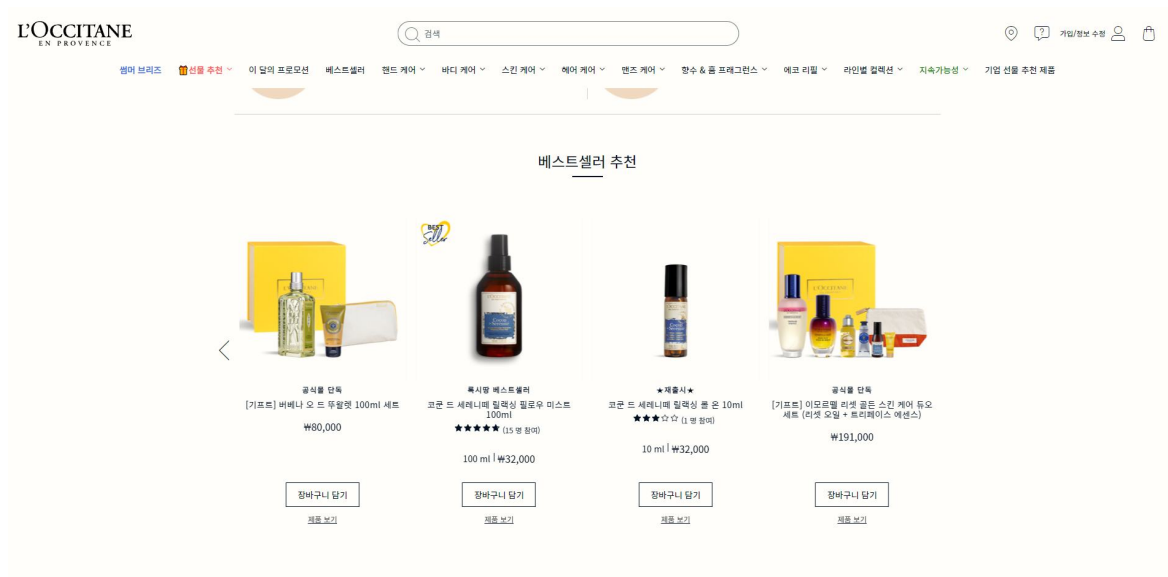 L'OCCITANE
EN PROVENCE
검색
가입/정보 수정
썸머 브리즈
선물 추천
이 달의 프로모션
베스트셀러
핸드 케어
바디 케어
스킨 케어
헤어 케어
맨즈 케어
향수 & 홈 프래그런스
에코 리필
라인별 컬렉션
지속가능성
기업 선물 추천 제품
베스트셀러 추천
BEST
Seller
공식몰 단독
[기프트] 버베나 오 드 뚜왈렛 100ml 세트
₩80,000
장바구니 담기
제품 보기
록시땅 베스트셀러
코쿤 드 세레니떼 릴랙싱 필로우 미스트
100ml
★★★★★ (15 명 참여)
100 ml | ₩32,000
장바구니 담기
제품 보기
★재출시★
코쿤 드 세레니떼 릴랙싱 롤 온 10ml
★★★☆☆ (1 명 참여)
10 ml | ₩32,000
장바구니 담기
제품 보기
공식몰 단독
[기프트] 이모르뗄 리셋 골든 스킨 케어 듀오
세트 (리셋 오일 + 트리페이스 에센스)
₩191,000
장바구니 담기
제품 보기